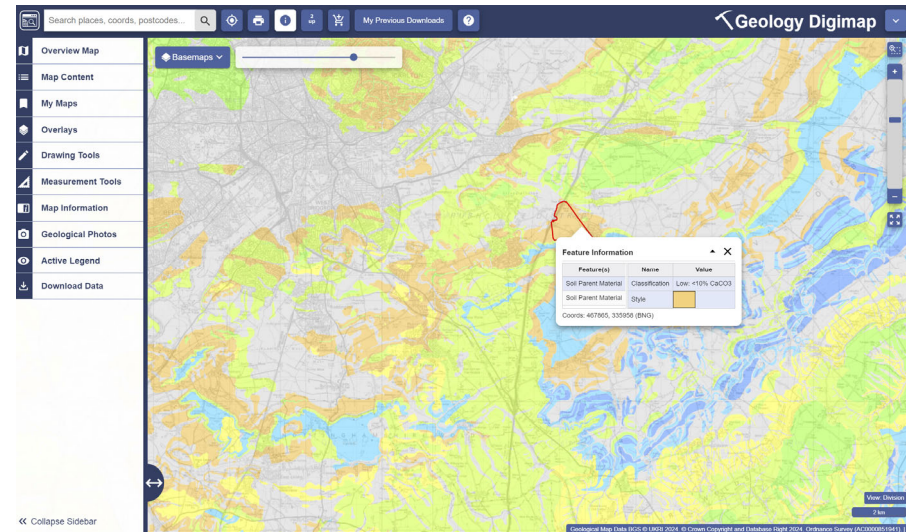 Search places, coords, postcodes...
My Previous Downloads
?
Geology Digimap
Overview Map
Map Content
My Maps
Overlays
Drawing Tools
Measurement Tools
Map Information
Geological Photos
Active Legend
Download Data
Collapse Sidebar
Basemaps
Feature Information
Feature(s) Name Value
Soil Parent Material Classification Low: <10% CaCO3
Soil Parent Material Style
Coords: 467865, 335956 (BNG)
View: Division
2 km
Geological Map Data BGS © UKRI 2024. © Crown Copyright and Database Right 2024. Ordnance Survey (AC0000851941).